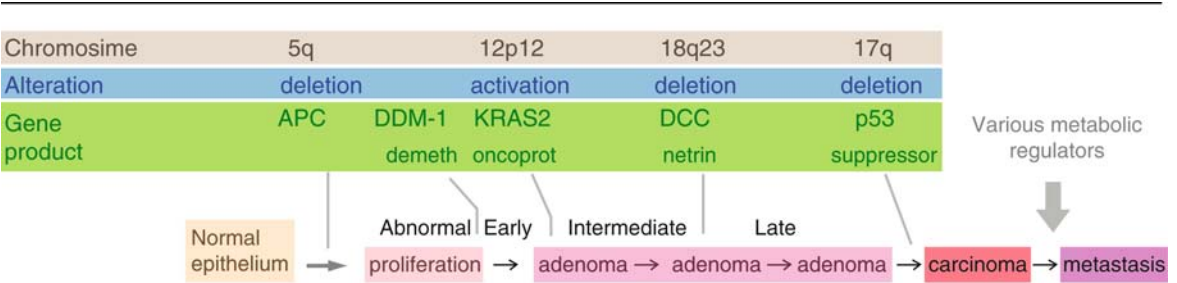 Chromosime 5q 12p12 18q23 17q
Alteration deletion activation deletion deletion
Gene product APC DDM-1 KRAS2 DCC p53
demeth oncoprot netrin suppressor
Various metabolic
regulators
Abnormal Early Intermediate Late
Normal
epithelium → proliferation → adenoma → adenoma → adenoma → carcinoma → metastasis